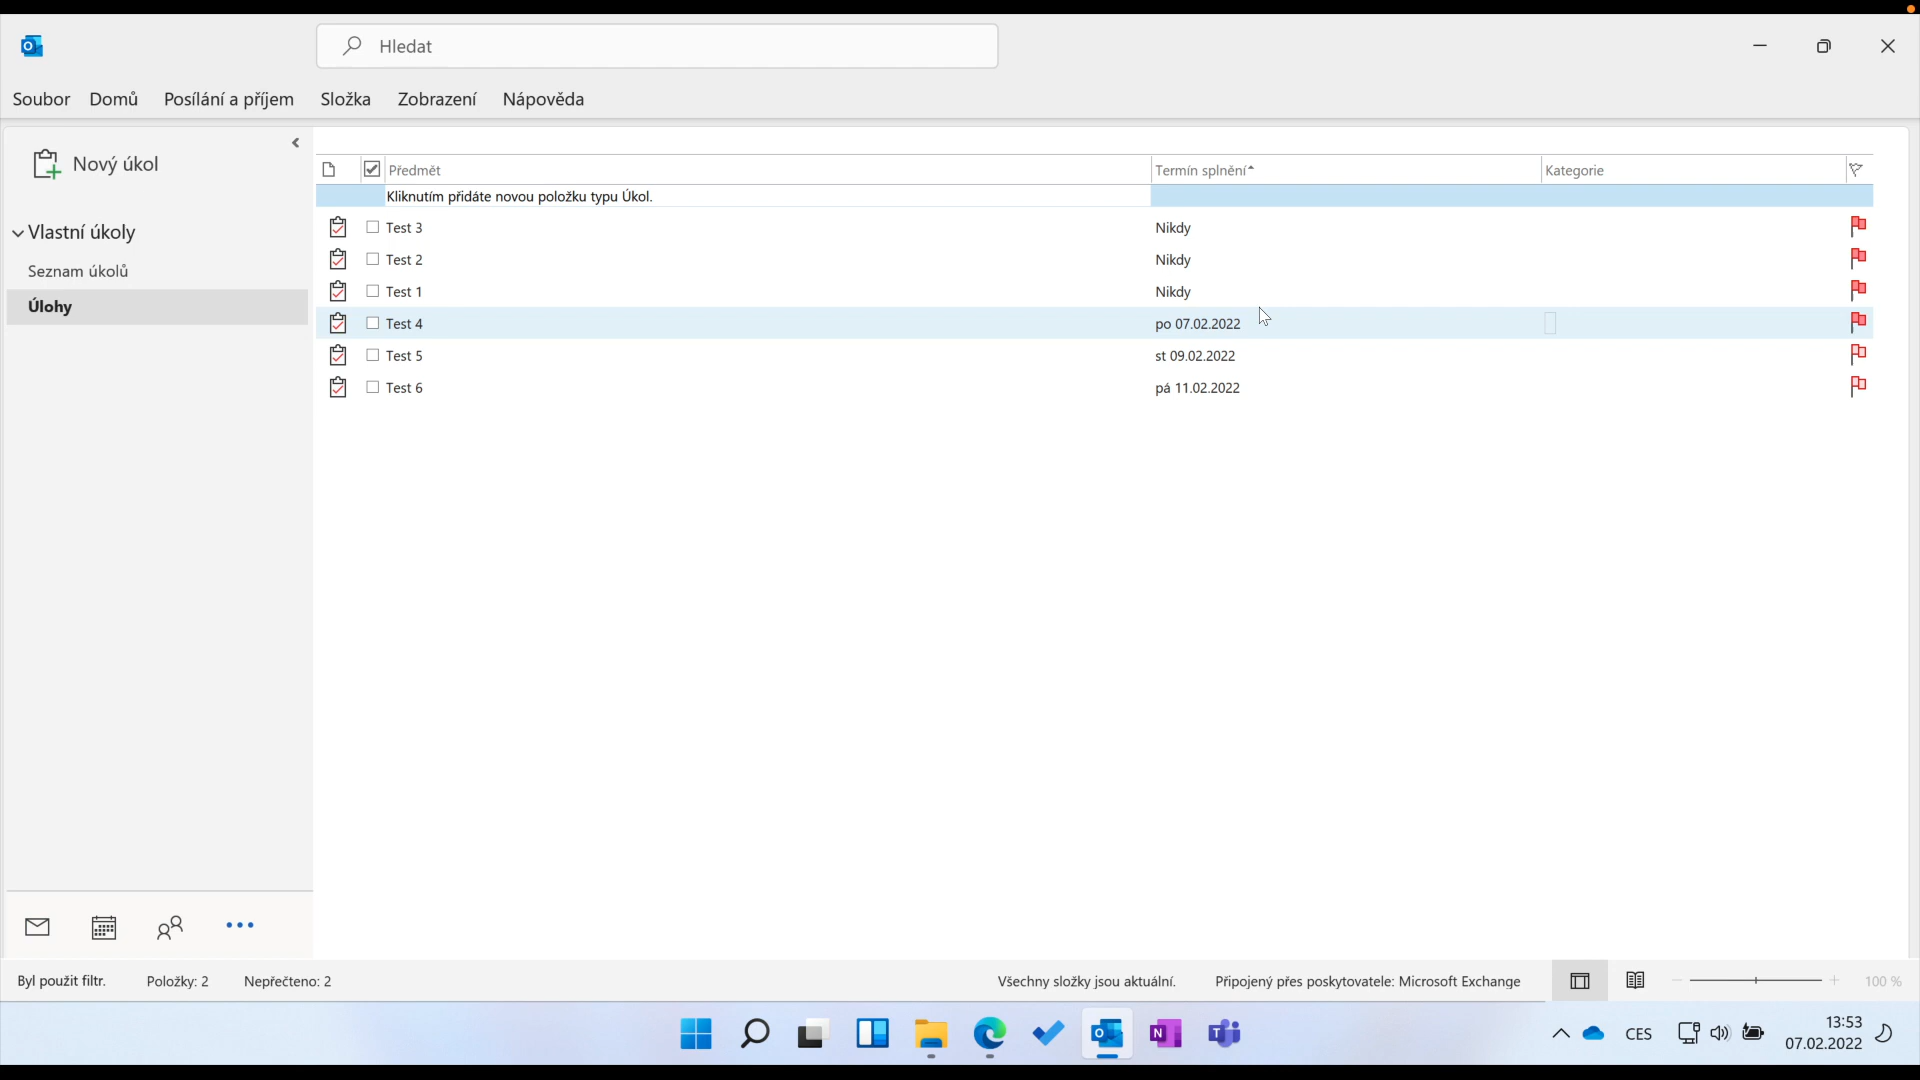 Hledat
Soubor Domů Posílání a příjem Složka Zobrazení Nápověda
Nový úkol
Vlastní úkoly
Seznam úkolů
Úlohy
Předmět Termín splnění Kategorie
Kliknutím přidáte novou položku typu Úkol.
Test 3 Nikdy
Test 2 Nikdy
Test 1 Nikdy
Test 4 po 07.02.2022
Test 5 st 09.02.2022
Test 6 pá 11.02.2022
Byl použit filtr. Položky: 2 Nepřečteno: 2 Všechny složky jsou aktuální. Připojený přes poskytovatele: Microsoft Exchange 100 %
CES 13:53
07.02.2022